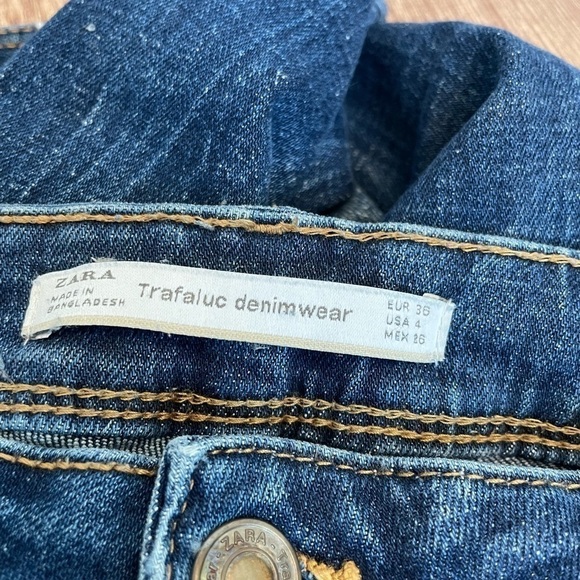 ZARA
MADE IN
BANGLADESH
Trafaluc denimwear
EUR 36
USA 4
MEX 26
ZARA